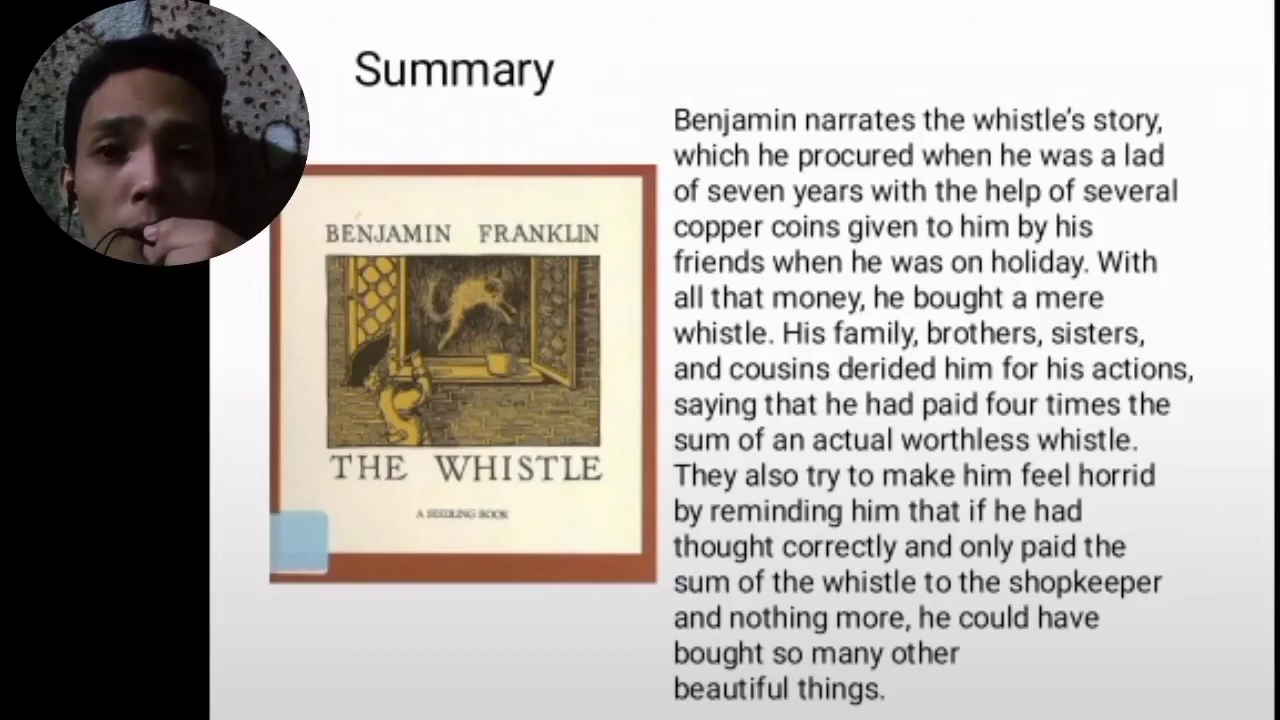 Summary
BENJAMIN FRANKLIN
THE WHISTLE
A SEEDLING BOOK
Benjamin narrates the whistle's story,
which he procured when he was a lad
of seven years with the help of several
copper coins given to him by his
friends when he was on holiday. With
all that money, he bought a mere
whistle. His family, brothers, sisters,
and cousins derided him for his actions,
saying that he had paid four times the
sum of an actual worthless whistle.
They also try to make him feel horrid
by reminding him that if he had
thought correctly and only paid the
sum of the whistle to the shopkeeper
and nothing more, he could have
bought so many other
beautiful things.